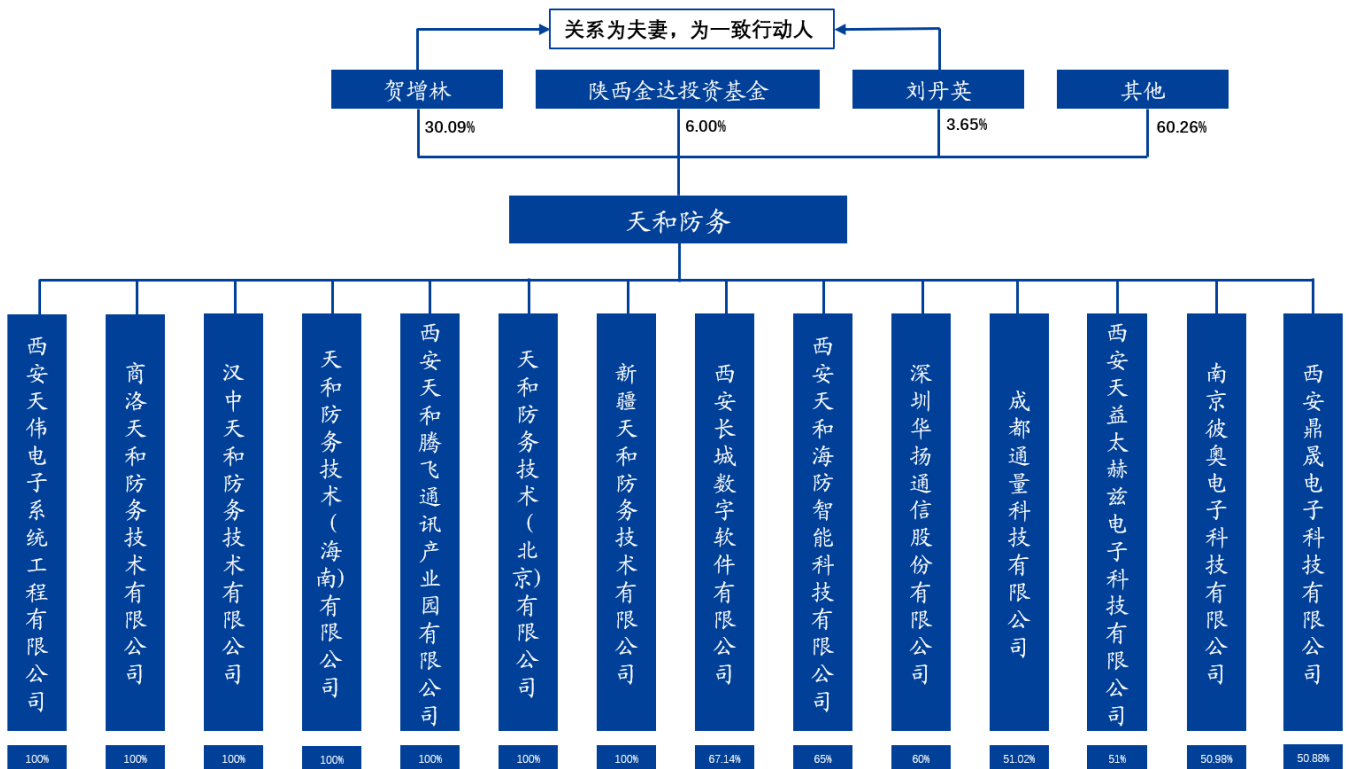 关系为夫妻，为一致行动人
贺增林
陕西金达投资基金
刘丹英
其他
30.09%
6.00%
3.65%
60.26%
天和防务
西安天伟电子系统工程有限公司
商洛天和防务技术有限公司
汉中天和防务技术有限公司
天和防务技术(海南)有限公司
西安天和腾飞通讯产业园有限公司
天和防务技术(北京)有限公司
新疆天和防务技术有限公司
西安长城数字软件有限公司
西安天和海防智能科技有限公司
深圳华扬通信股份有限公司
成都通量科技有限公司
西安天益太赫兹电子科技有限公司
南京彼奥电子科技有限公司
西安鼎晟电子科技有限公司
100%
100%
100%
100%
100%
100%
100%
67.14%
65%
60%
51.02%
51%
50.98%
50.88%